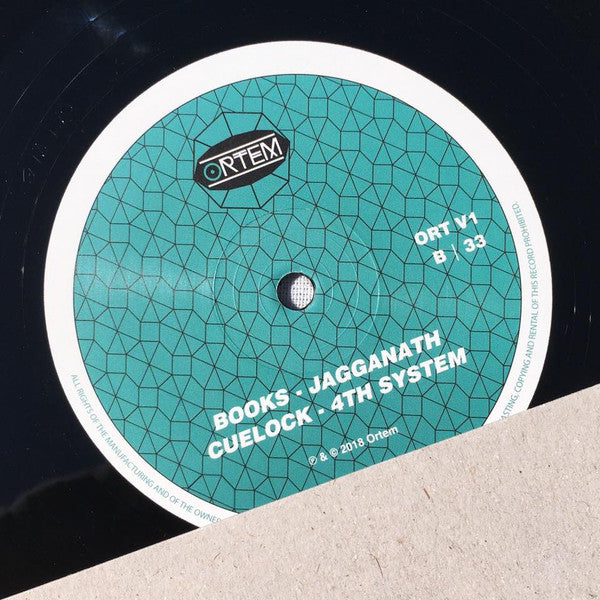 ORTEM
ORT V1
B | 33
BOOKS - JAGGANATH
CUELOCK - 4TH SYSTEM
℗ & © 2018 Ortem
ALL RIGHTS OF THE MANUFACTURING AND OF THE OWNER
COPYING AND RENTAL OF THIS RECORD PROHIBITED.